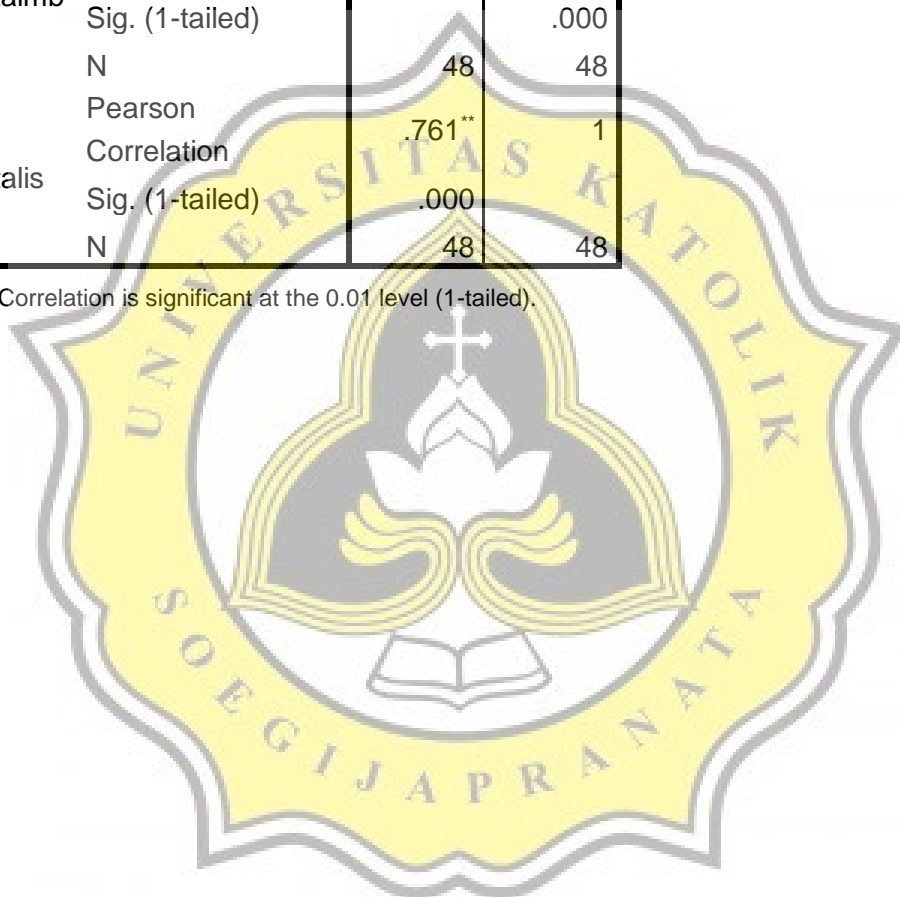 Sig. (1-tailed) .000
N 48 48
Pearson Correlation .761** 1
talis
Sig. (1-tailed) .000
N 48 48
Correlation is significant at the 0.01 level (1-tailed).
UNIVERSITAS KATOLIK
SOEGIJAPRANATA